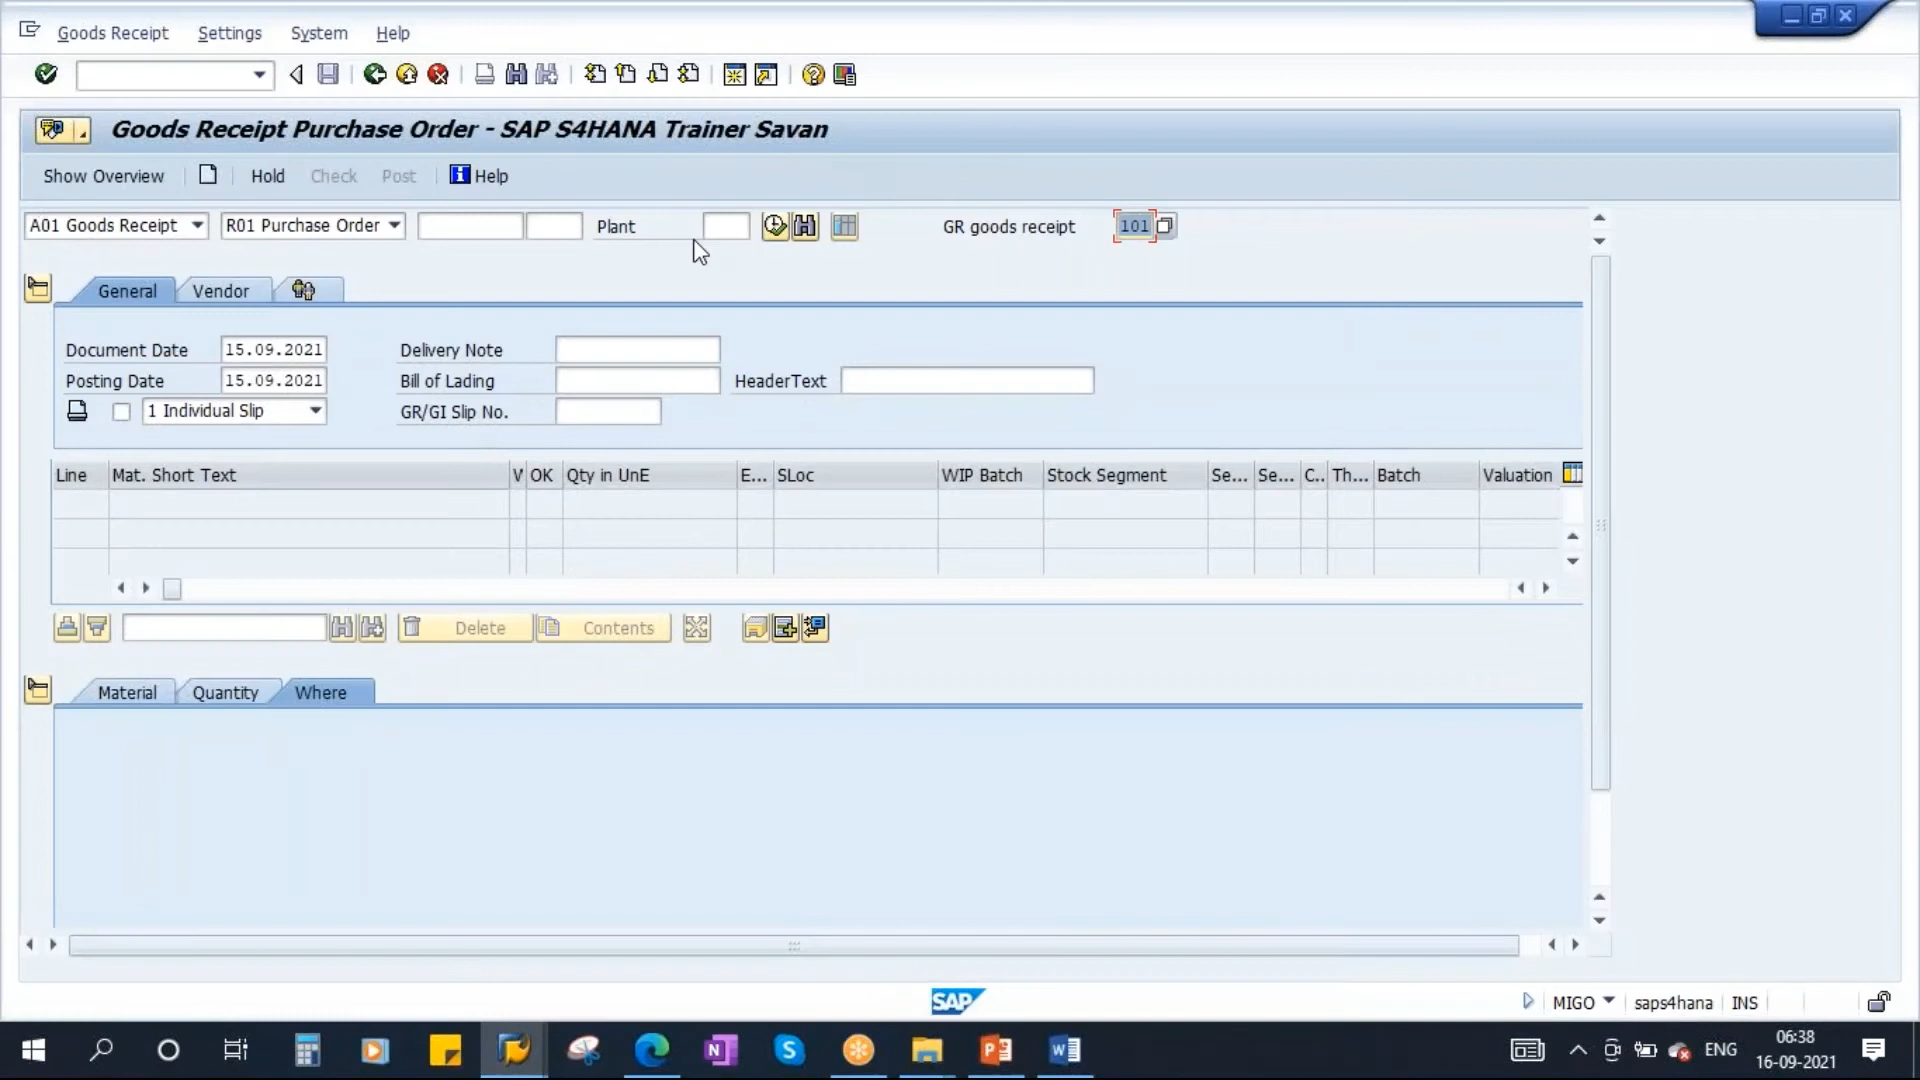 Goods Receipt Settings System Help
Goods Receipt Purchase Order - SAP S4HANA Trainer Savan
Show Overview Hold Check Post Help
A01 Goods Receipt R01 Purchase Order Plant GR goods receipt 101
General Vendor
Document Date 15.09.2021 Delivery Note
Posting Date 15.09.2021 Bill of Lading HeaderText
1 Individual Slip GR/GI Slip No.
Line Mat. Short Text V OK Qty in UnE E... SLoc WIP Batch Stock Segment Se... Se... C.. Th... Batch Valuation
Delete Contents
Material Quantity Where
SAP MIGO saps4hana INS
06:38
ENG
16-09-2021